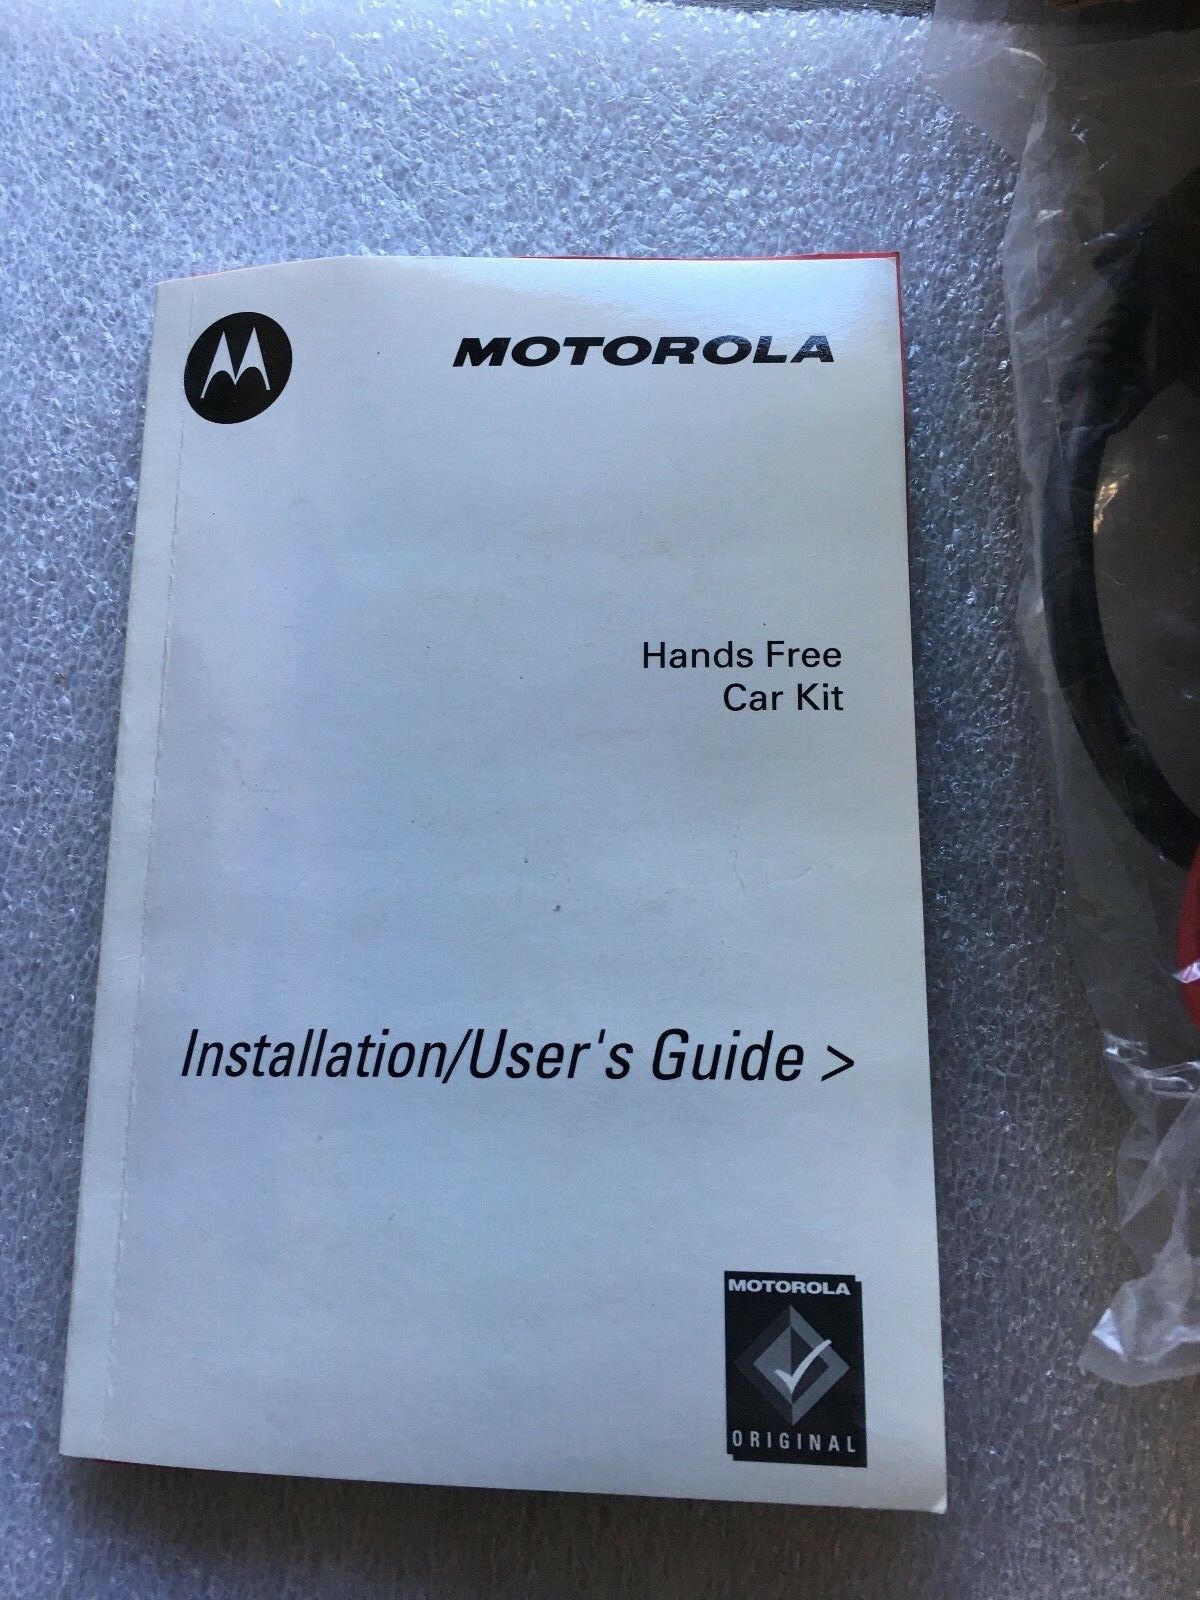 MOTOROLA
Hands Free
Car Kit
Installation/User's Guide >
MOTOROLA
ORIGINAL